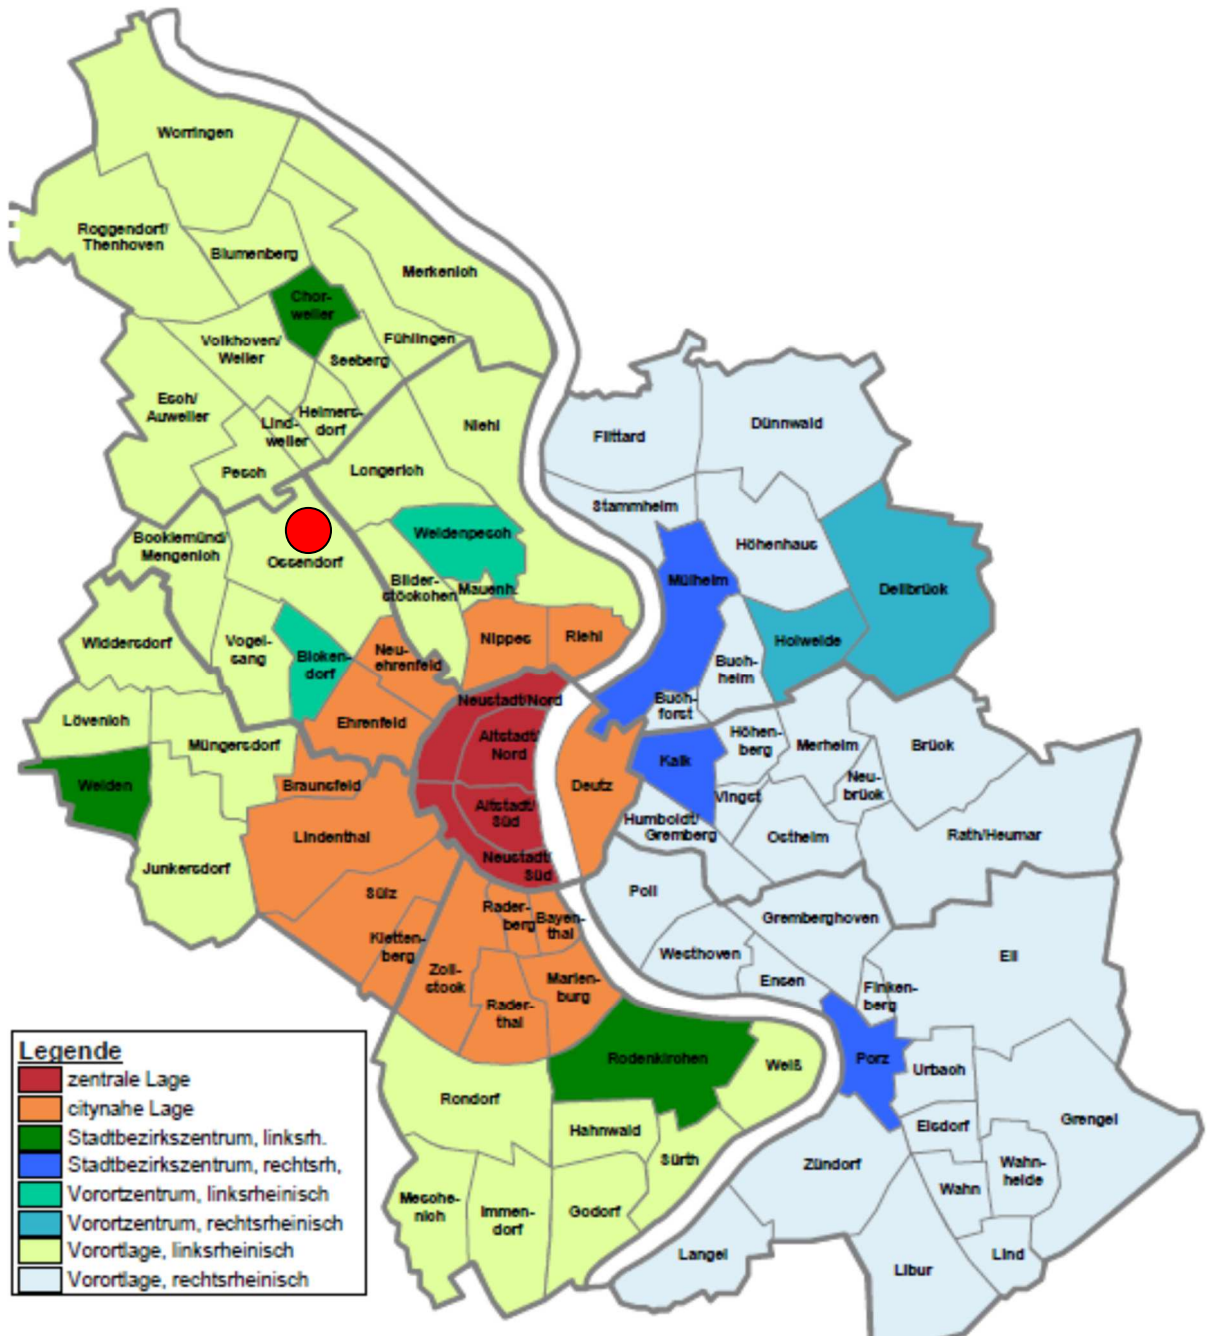 Worringen
Roggendorf/
Thenhoven
Blumenberg
Merkenich
Chor-
weiler
Volkhoven/
Weiler
Fühlingen
Seeberg
Esch/
Auweiler
Heimers-
dorf
Lind-
weiler
Niehl
Pesch
Longerich
Flittard
Dünnwald
Stammheim
Weidenpesch
Bocklemünd/
Mengenich
Ossendorf
Höhenhaus
Bilder-
stöckchen
Mauenh.
Mülheim
Dellbrück
Widdersdorf
Vogel-
sang
Bickendorf
Neu-
ehrenfeld
Nippes
Riehl
Holweide
Buch-
heim
Lövenich
Müngersdorf
Ehrenfeld
Neustadt/Nord
Buch-
forst
Altstadt/
Nord
Höhen-
berg
Merheim
Brück
Weiden
Braunsfeld
Deutz
Kalk
Neu-
brück
Vingst
Altstadt/
Süd
Humboldt/
Gremberg
Ostheim
Rath/Heumar
Lindenthal
Junkersdorf
Neustadt/
Süd
Sülz
Poll
Rader-
berg
Bayen-
thal
Gremberghoven
Kletten-
berg
Westhoven
Eil
Zoll-
stock
Marien-
burg
Ensen
Finken-
berg
Rader-
thal
Rodenkirchen
Weiß
Porz
Urbach
Rondorf
Hahnwald
Elsdorf
Grengel
Sürth
Zündorf
Wahn-
heide
Wahn
Mesche-
nich
Immen-
dorf
Godorf
Langel
Lind
Libur
Legende
zentrale Lage
citynahe Lage
Stadtbezirkszentrum, linksrh.
Stadtbezirkszentrum, rechtsrh,
Vorortzentrum, linksrheinisch
Vorortzentrum, rechtsrheinisch
Vorortlage, linksrheinisch
Vorortlage, rechtsrheinisch